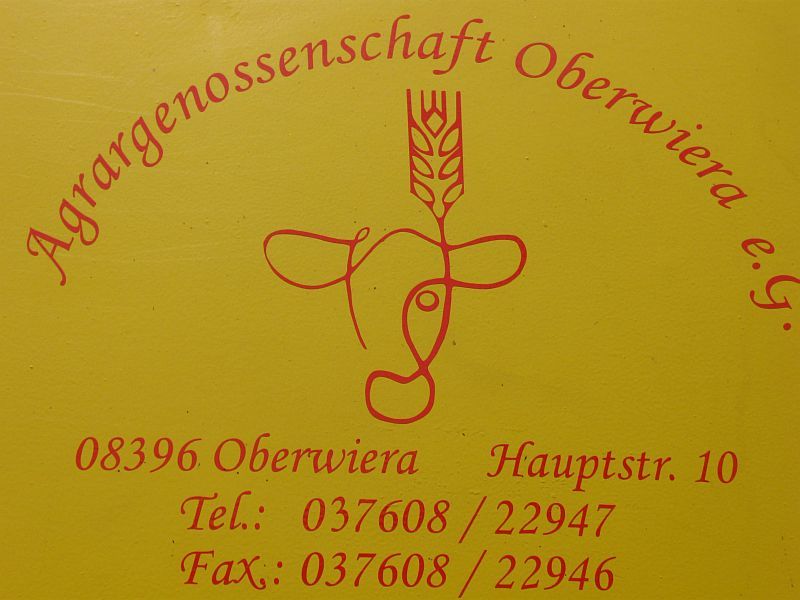 Agrargenossenschaft Oberwiera e.G.
08396 Oberwiera Hauptstr. 10
Tel.: 037608 / 22947
Fax.: 037608 / 22946